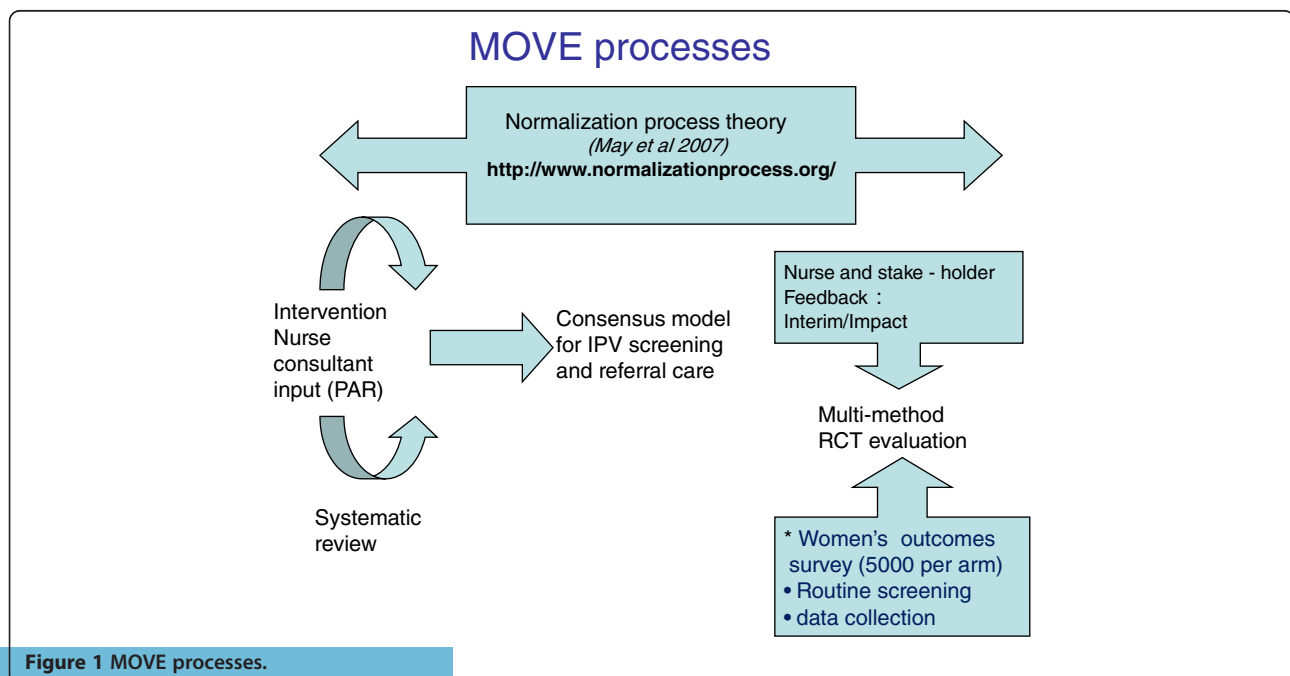 MOVE processes
Normalization process theory
(May et al 2007)
http://www.normalizationprocess.org/
Intervention
Nurse
consultant
input (PAR)
Systematic
review
Consensus model
for IPV screening
and referral care
Nurse and stake - holder
Feedback :
Interim/Impact
Multi-method
RCT evaluation
* Women's outcomes
survey (5000 per arm)
• Routine screening
• data collection
Figure 1 MOVE processes.